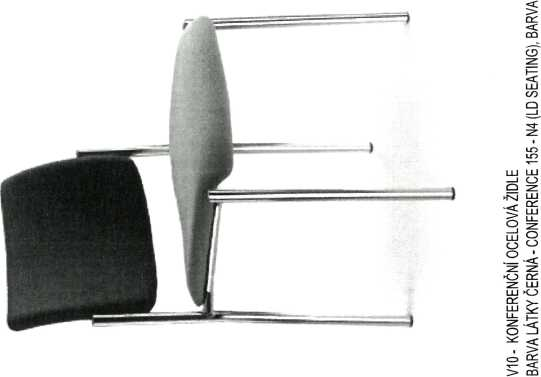 V10 - KONFERENČNÍ OCELOVÁ ŽIDLE
BARVA LÁTKY ČERNÁ - CONFERENCE 155 - N4 (LD SEATING), BARVA